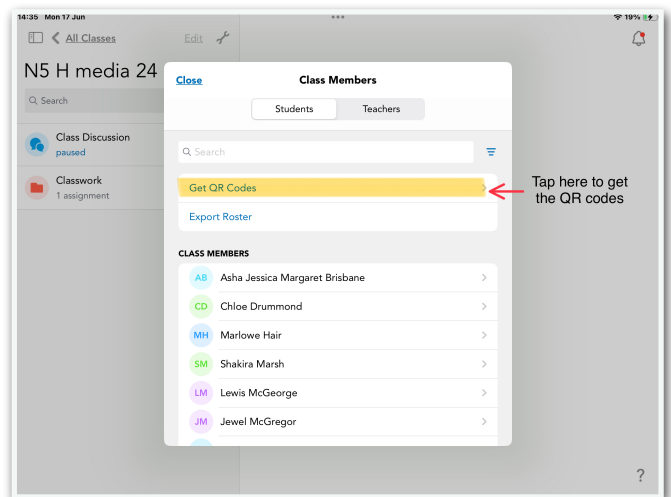 14:35 Mon 17 Jun
19%
All Classes
Edit
N5 H media 24
Search
Class Discussion
paused
Classwork
1 assignment
Close
Class Members
Students
Teachers
Search
Get QR Codes
Export Roster
Tap here to get
the QR codes
CLASS MEMBERS
AB Asha Jessica Margaret Brisbane
CD Chloe Drummond
MH Marlowe Hair
SM Shakira Marsh
LM Lewis McGeorge
JM Jewel McGregor
?